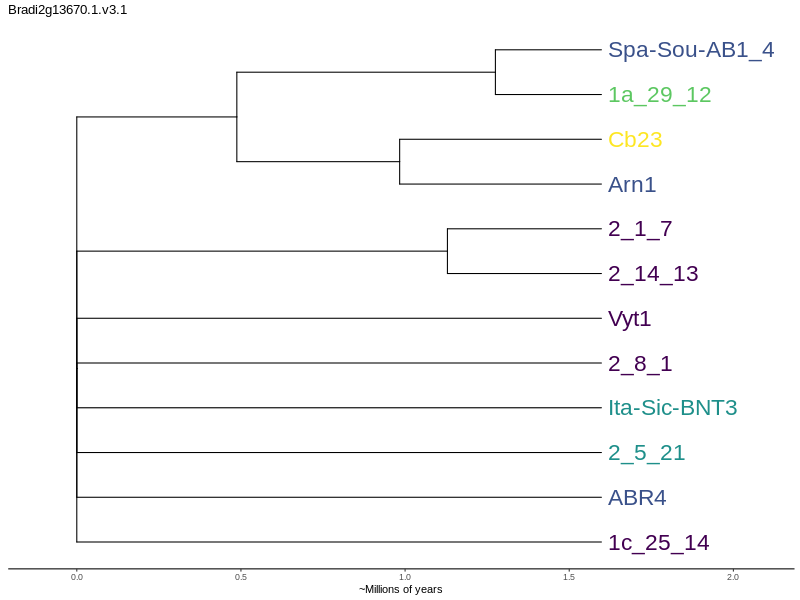 Bradi2g13670.1.v3.1
Spa-Sou-AB1_4
1a_29_12
Cb23
Arn1
2_1_7
2_14_13
Vyt1
2_8_1
Ita-Sic-BNT3
2_5_21
ABR4
1c_25_14
0.0 0.5 1.0 1.5 2.0
~Millions of years